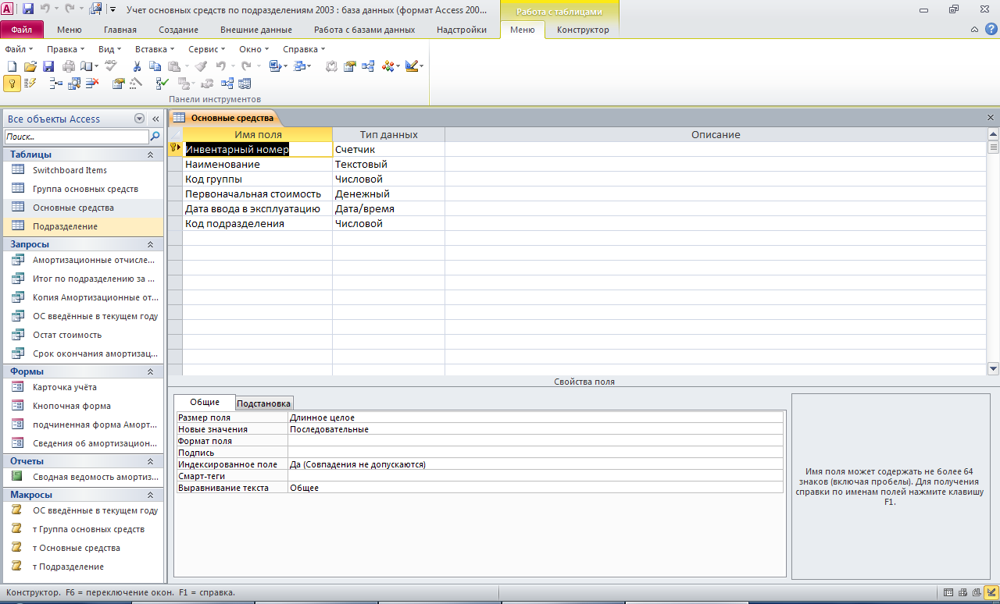 Учет основных средств по подразделениям 2003 : база данных (формат Access 200...
Работа с таблицами
Файл Меню Главная Создание Внешние данные Работа с базами данных Надстройки Меню Конструктор
Файл Правка Вид Вставка Сервис Окно Справка
Панели инструментов
Все объекты Access
Поиск...
Таблицы
Switchboard Items
Группа основных средств
Основные средства
Подразделение
Запросы
Амортизационные отчисле...
Итог по подразделению за ...
Копия Амортизационные от...
ОС введённые в текущем году
Остат стоимость
Срок окончания амортизац...
Формы
Карточка учёта
Кнопочная форма
подчиненная форма Аморт...
Сведения об амортизацион...
Отчеты
Сводная ведомость амортиз...
Макросы
ОС введённые в текущем году
т Группа основных средств
т Основные средства
т Подразделение
Основные средства
Имя поля Тип данных Описание
Инвентарный номер Счетчик
Наименование Текстовый
Код группы Числовой
Первоначальная стоимость Денежный
Дата ввода в эксплуатацию Дата/время
Код подразделения Числовой
Свойства поля
Общие Подстановка
Размер поля Длинное целое
Новые значения Последовательные
Формат поля
Подпись
Индексированное поле Да (Совпадения не допускаются)
Смарт-теги
Выравнивание текста Общее
Имя поля может содержать не более 64
знаков (включая пробелы). Для получения
справки по именам полей нажмите клавишу
F1.
Конструктор. F6 = переключение окон. F1 = справка.